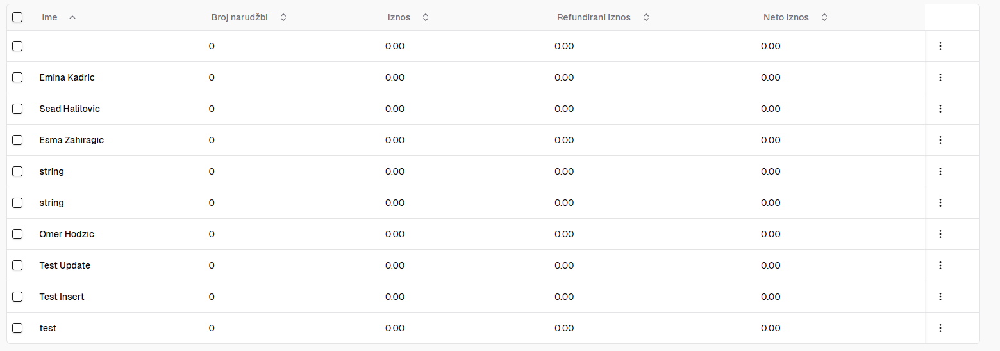 Ime Broj narudžbi Iznos Refundirani iznos Neto iznos
0 0.00 0.00 0.00
Emina Kadric 0 0.00 0.00 0.00
Sead Halilovic 0 0.00 0.00 0.00
Esma Zahiragic 0 0.00 0.00 0.00
string 0 0.00 0.00 0.00
string 0 0.00 0.00 0.00
Omer Hodzic 0 0.00 0.00 0.00
Test Update 0 0.00 0.00 0.00
Test Insert 0 0.00 0.00 0.00
test 0 0.00 0.00 0.00